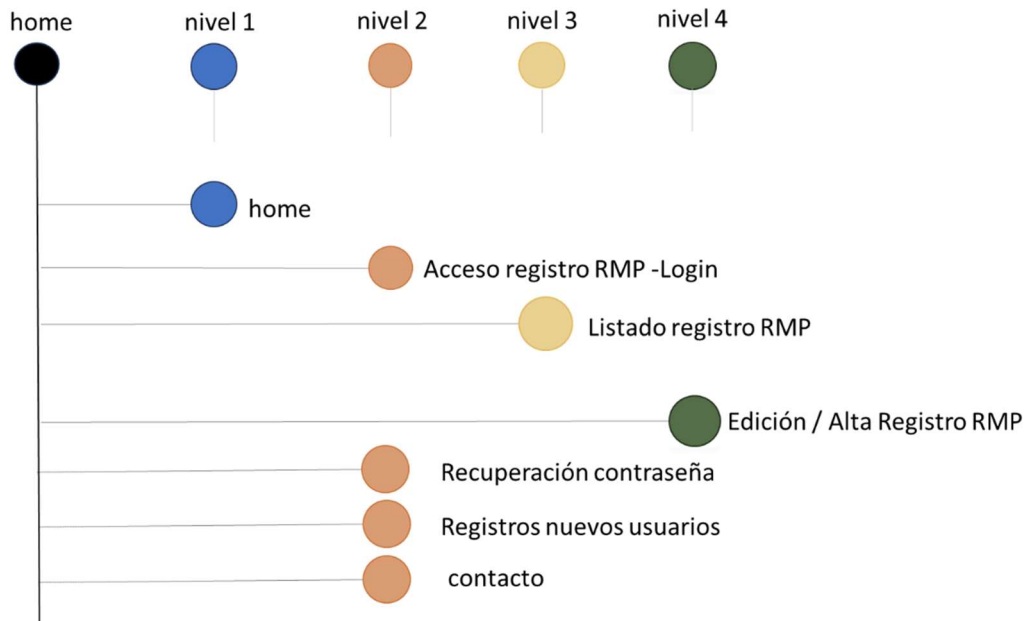 home
nivel 1
nivel 2
nivel 3
nivel 4
home
Acceso registro RMP -Login
Listado registro RMP
Edición / Alta Registro RMP
Recuperación contraseña
Registros nuevos usuarios
contacto